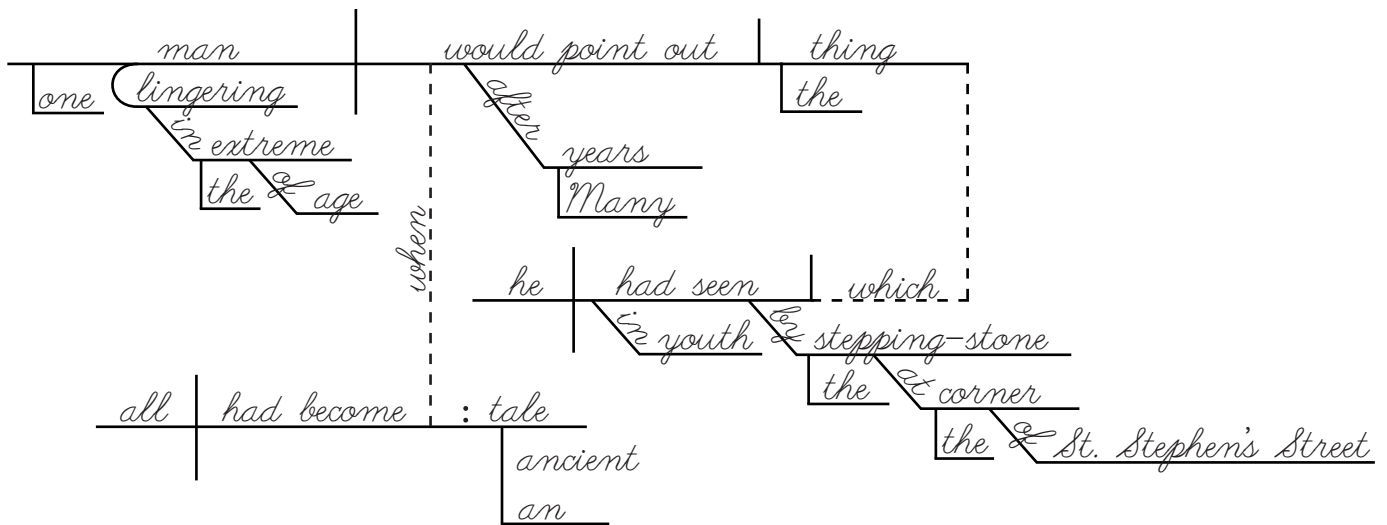 man would point out thing
one lingering after the
in extreme years
the of age Many
when
he had seen which
in youth by stepping-stone
all had become : tale the at corner
ancient the of St. Stephen's Street
an